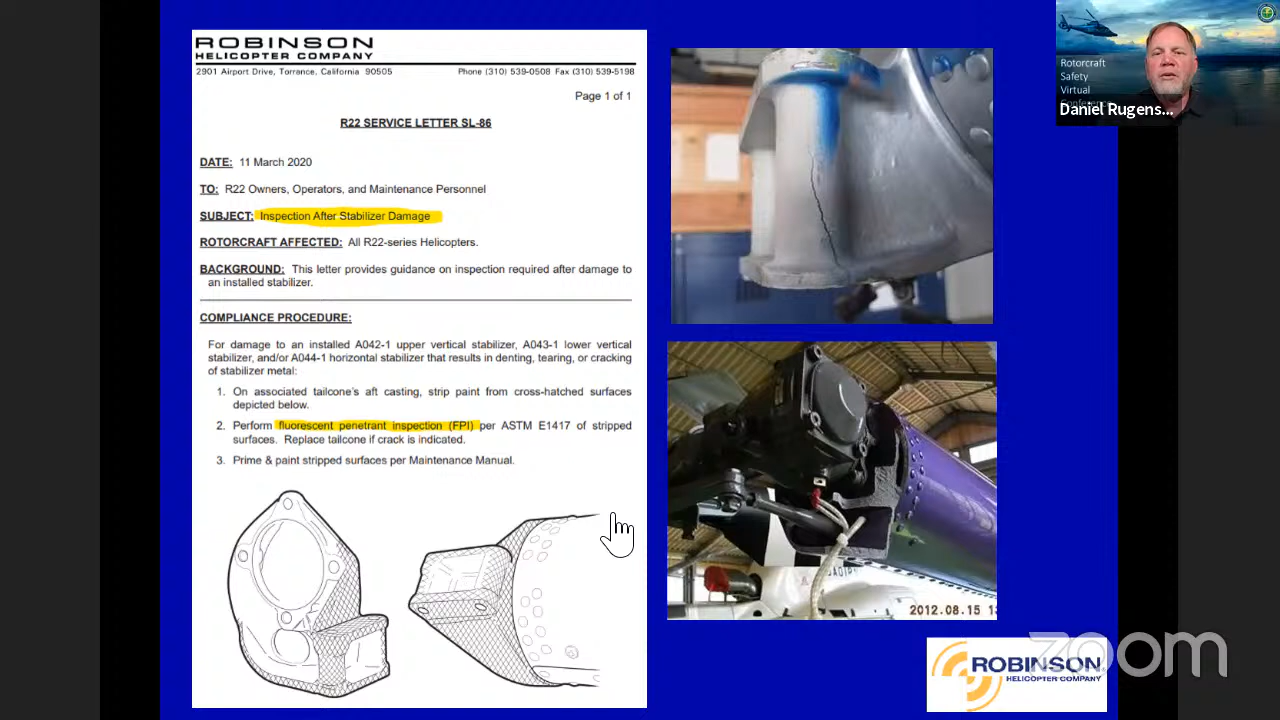 ROBINSON
HELICOPTER COMPANY
2901 Airport Drive, Torrance, California 90505
Phone (310) 539-0508 Fax (310) 539-5198
Page 1 of 1
R22 SERVICE LETTER SL-86
DATE: 11 March 2020
TO: R22 Owners, Operators, and Maintenance Personnel
SUBJECT: Inspection After Stabilizer Damage
ROTORCRAFT AFFECTED: All R22-series Helicopters.
BACKGROUND: This letter provides guidance on inspection required after damage to
an installed stabilizer.
COMPLIANCE PROCEDURE:
For damage to an installed A042-1 upper vertical stabilizer, A043-1 lower vertical
stabilizer, and/or A044-1 horizontal stabilizer that results in denting, tearing, or cracking
of stabilizer metal:
1. On associated tailcone's aft casting, strip paint from cross-hatched surfaces
depicted below.
2. Perform fluorescent penetrant inspection (FPI) per ASTM E1417 of stripped
surfaces. Replace tailcone if crack is indicated.
3. Prime & paint stripped surfaces per Maintenance Manual.
2012.08.15
Rotorcraft
Safety
Virtual
Daniel Rugens...
ROBINSON
HELICOPTER COMPANY
zoom